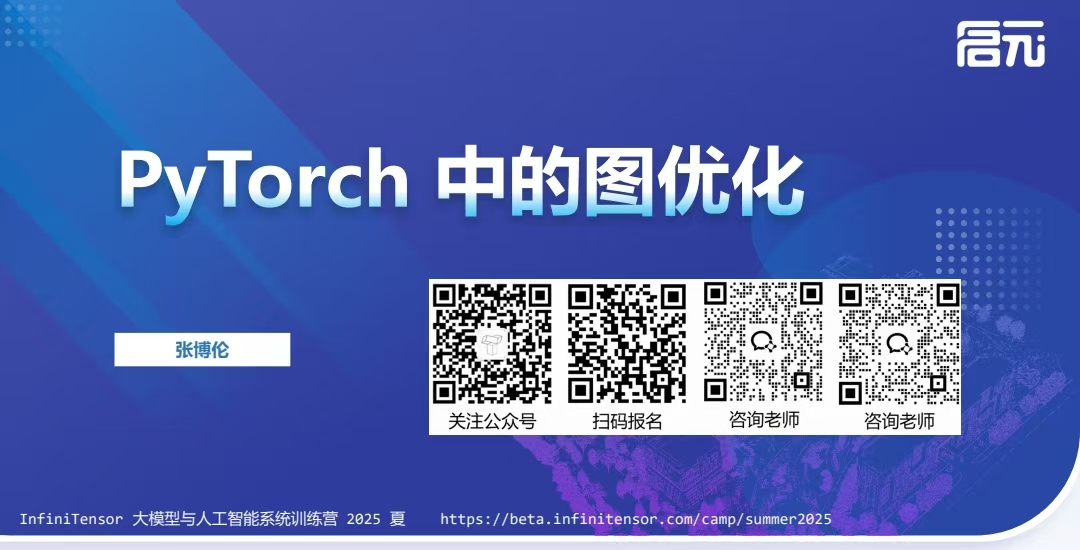 启元
PyTorch 中的图优化
张博伦
关注公众号
扫码报名
咨询老师
咨询老师
InfiniTensor 大模型与人工智能系统训练营 2025 夏 https://beta.infinitensor.com/camp/summer2025